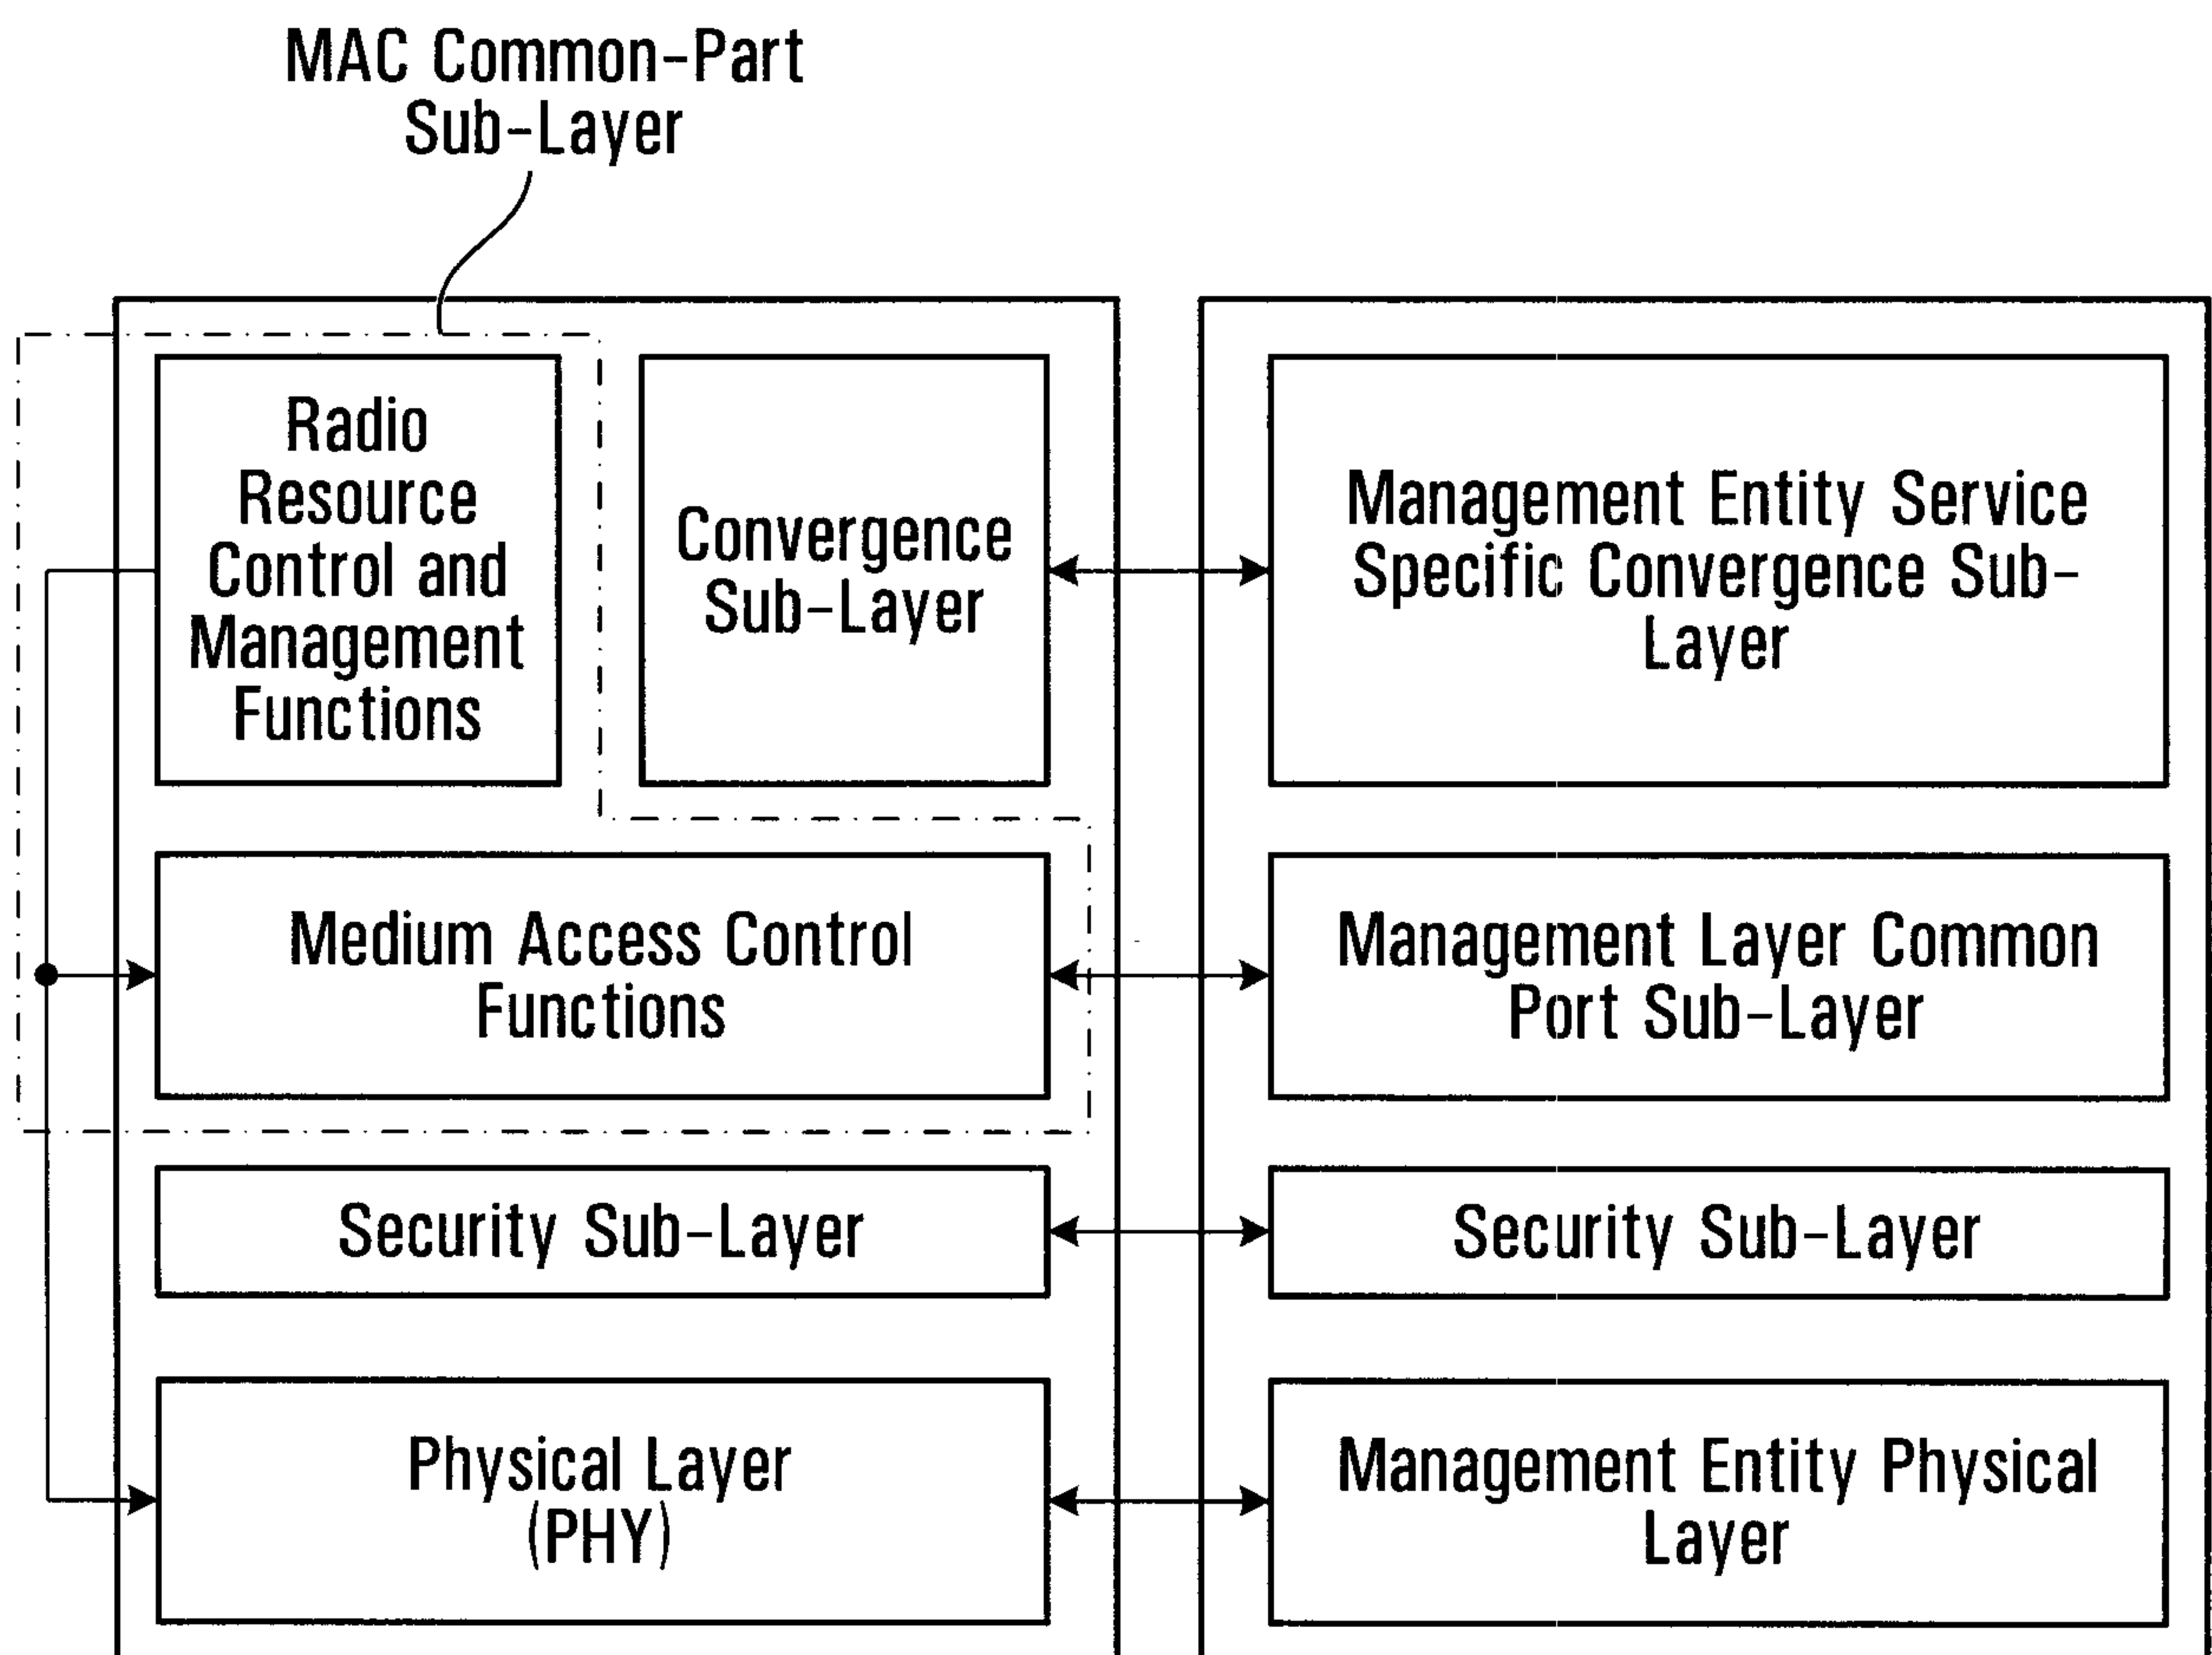 MAC Common-Part
Sub-Layer
Radio
Resource
Control and
Management
Functions
Convergence
Sub-Layer
Management Entity Service
Specific Convergence Sub-
Layer
Medium Access Control
Functions
Management Layer Common
Port Sub-Layer
Security Sub-Layer
Security Sub-Layer
Physical Layer
(PHY)
Management Entity Physical
Layer